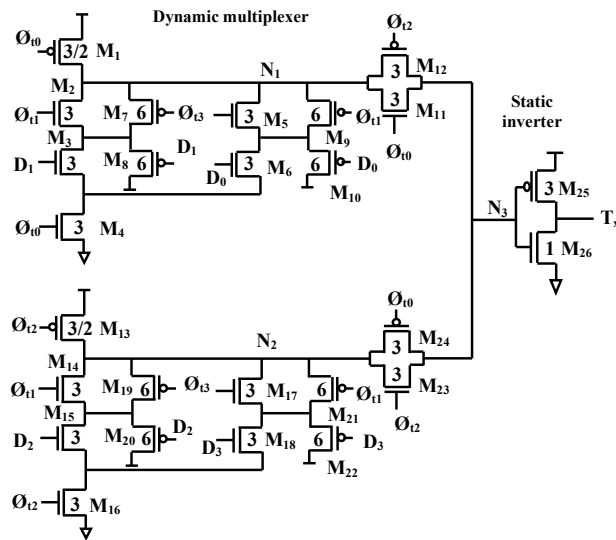 Dynamic multiplexer
Øt0 3/2 M1
Øt2
M2 N1 M12
3
Øt1 3 M7 6 Øt3 3 M5 6 Øt1 3 M11
M3 M9 Øt0
D1 3 M8 6 D1 D0 3 M6 6 D0
M10
Øt0 3 M4
Static
inverter
3 M25
N3 Tx
1 M26
Øt2 3/2 M13
Øt0
M14 N2 M24
3
Øt1 3 M19 6 Øt3 3 M17 6 Øt1 3 M23
M15 M21 Øt2
D2 3 M20 6 D2 D3 3 M18 6 D3
M22
Øt2 3 M16